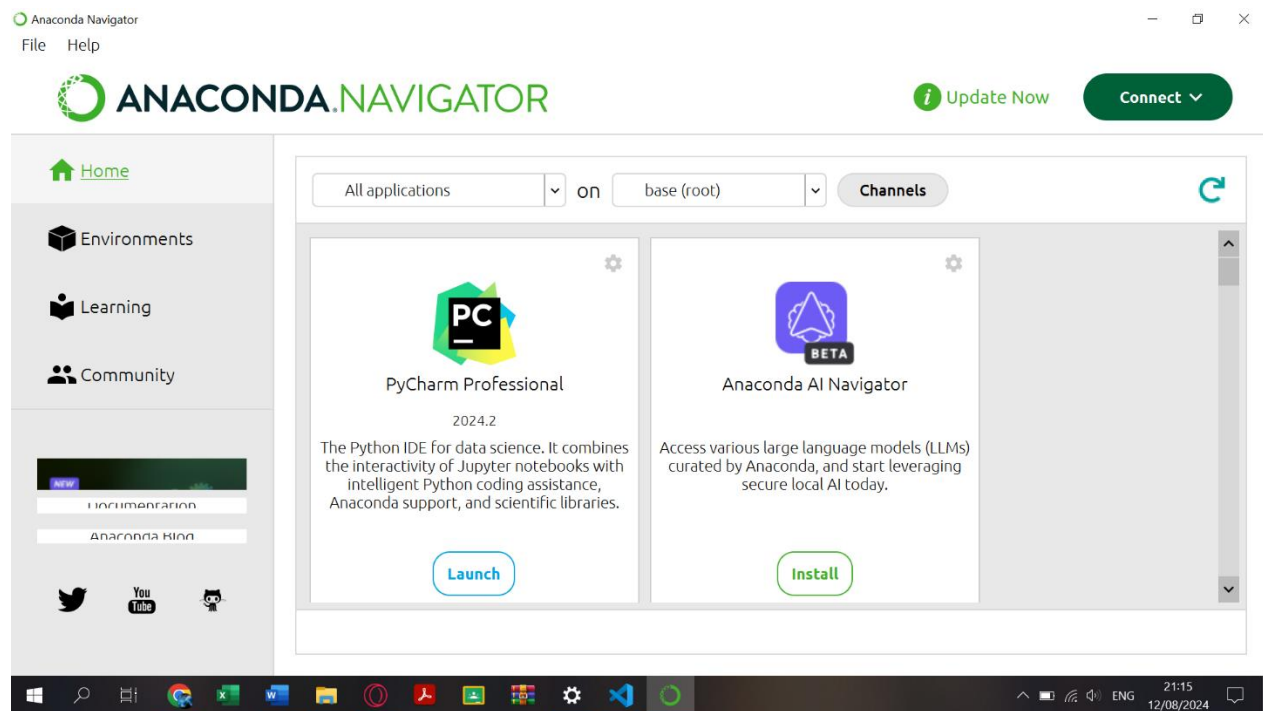 Anaconda Navigator
File Help
ANACONDA.NAVIGATOR
i Update Now
Connect
Home
Environments
Learning
Community
NEW
Documentation
Anaconda Blog
You
Tube
All applications on base (root) Channels
PC
PyCharm Professional
2024.2
The Python IDE for data science. It combines
the interactivity of Jupyter notebooks with
intelligent Python coding assistance,
Anaconda support, and scientific libraries.
Launch
BETA
Anaconda AI Navigator
Access various large language models (LLMs)
curated by Anaconda, and start leveraging
secure local AI today.
Install
ENG
21:15
12/08/2024